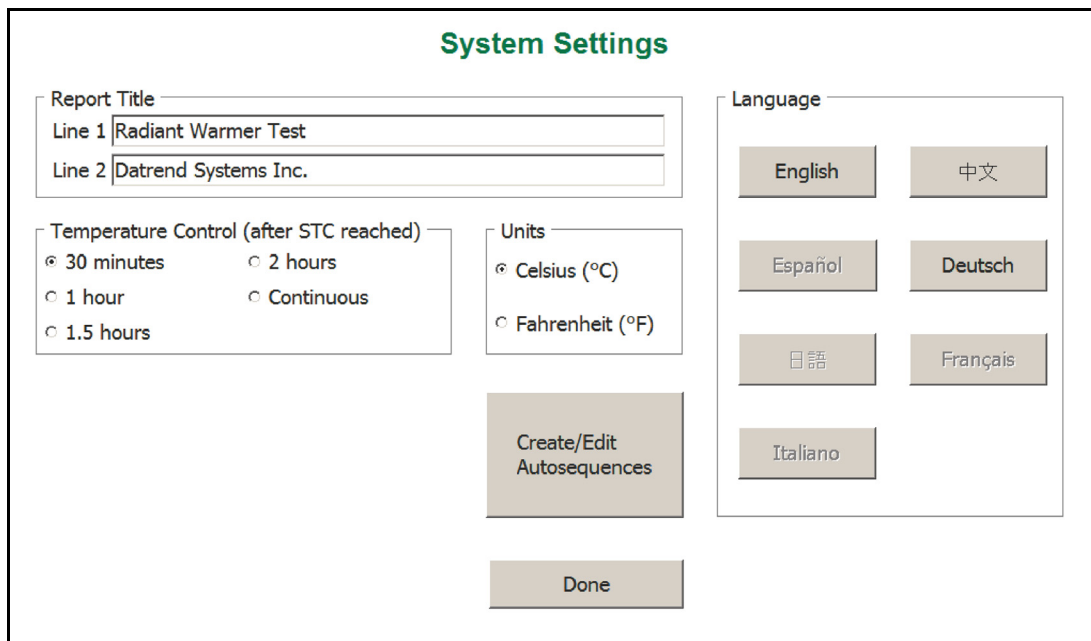 System Settings
Report Title
Line 1 Radiant Warmer Test
Line 2 Datrend Systems Inc.
Temperature Control (after STC reached)
30 minutes
2 hours
1 hour
Continuous
1.5 hours
Units
Celsius (°C)
Fahrenheit (°F)
Create/Edit
Autosequences
Done
Language
English
中文
Español
Deutsch
日語
Français
Italiano